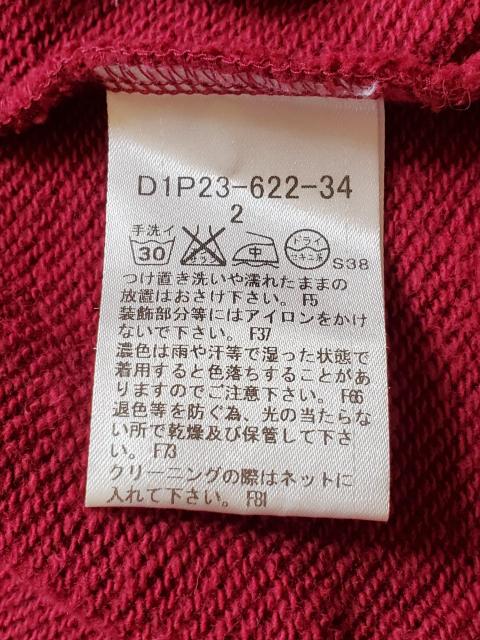 D1P23-622-34
2
手洗イ
30
中
ドライ
セキユ系
S38
つけ置き洗いや濡れたままの
放置はおさけ下さい。F5
装飾部分等にはアイロンをかけ
ないで下さい。F37
濃色は雨や汗等で湿った状態で
着用すると色落ちすることがあ
りますのでご注意下さい。F66
退色等を防ぐ為、光の当たらな
い所で乾燥及び保管して下さ
い。F73
クリーニングの際はネットに
入れて下さい。F81